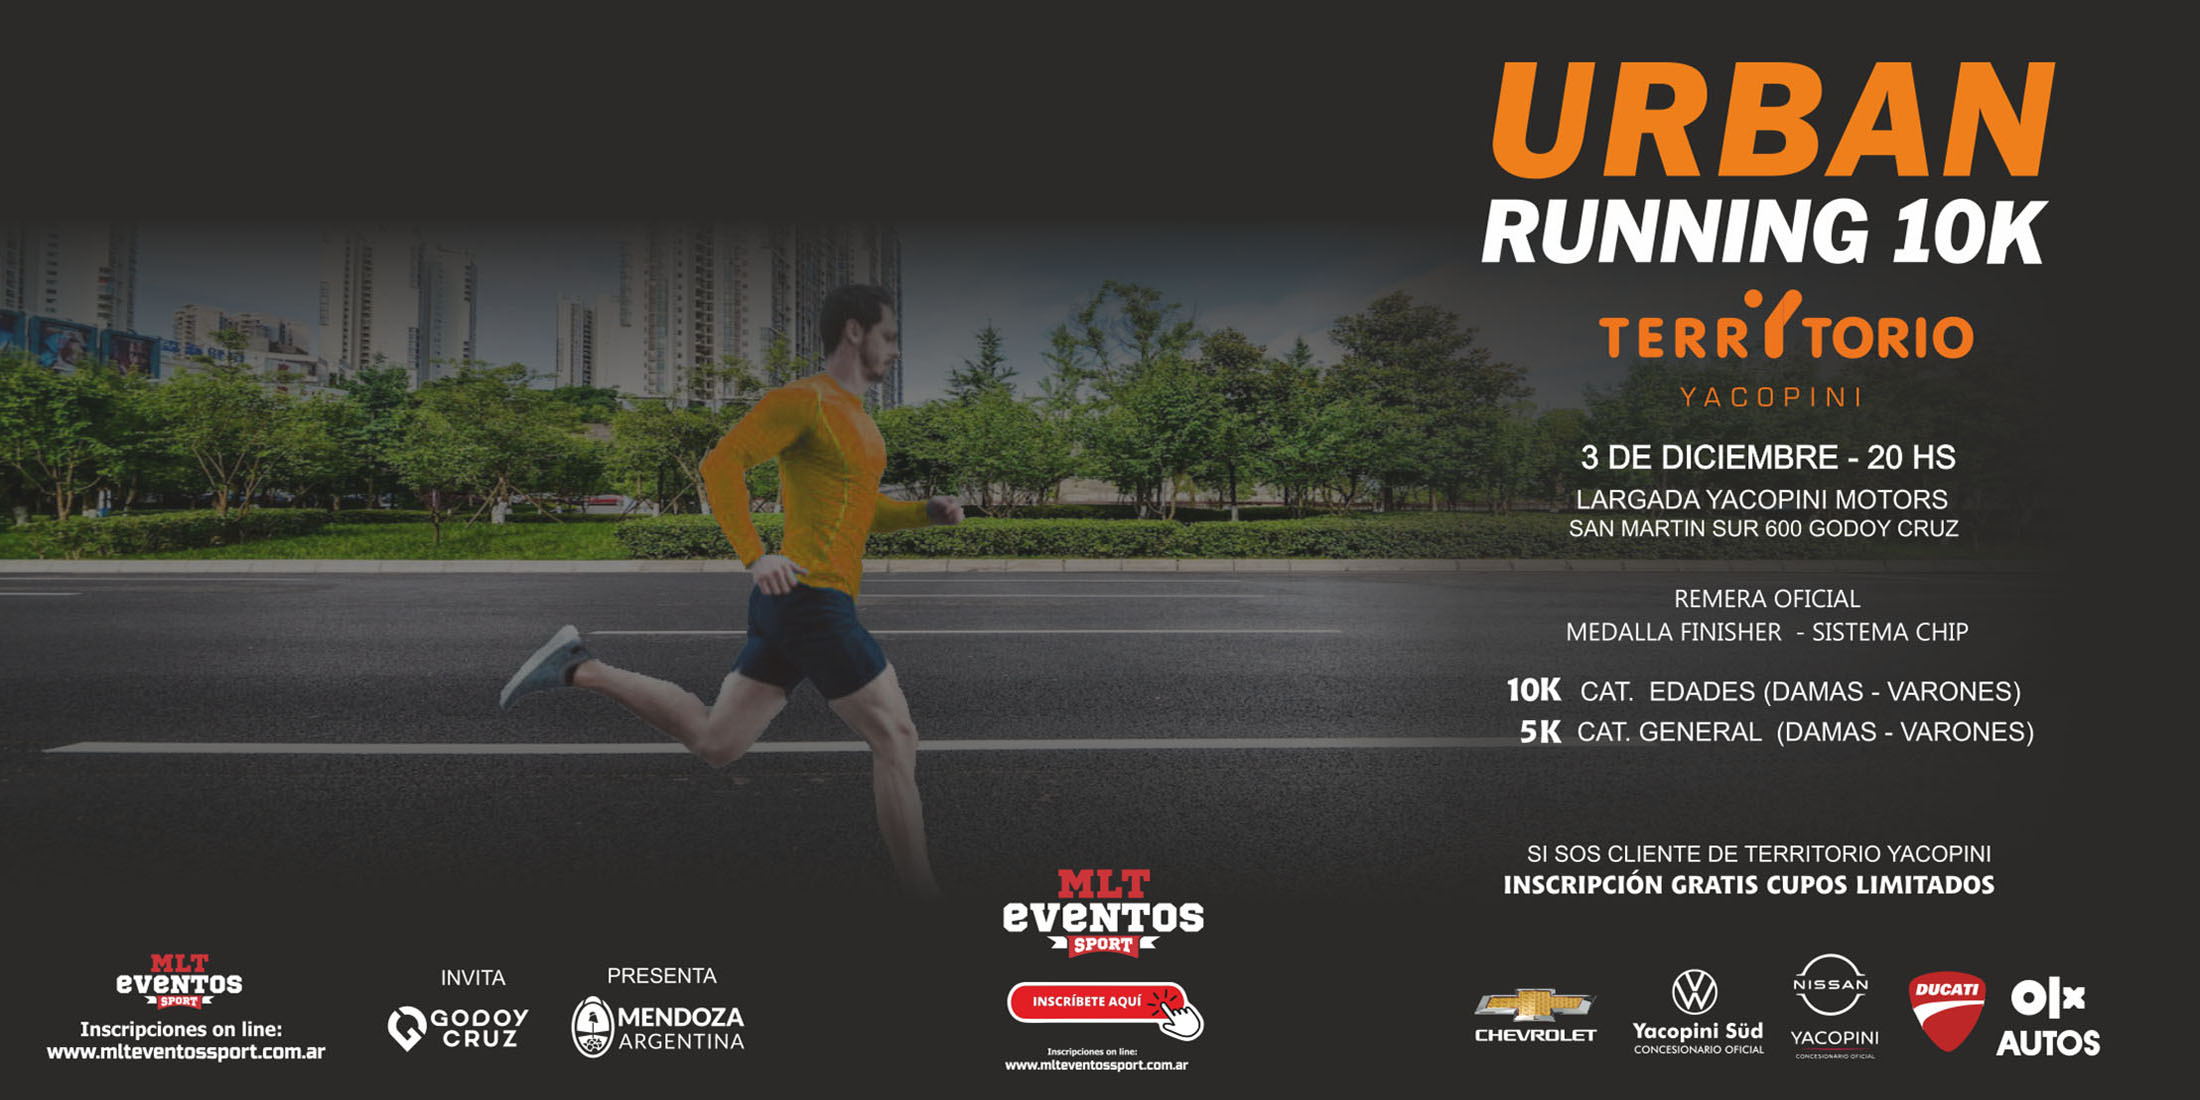 URBAN
RUNNING 10K
TERRYTORIO
YACOPINI
3 DE DICIEMBRE - 20 HS
LARGADA YACOPINI MOTORS
SAN MARTIN SUR 600 GODOY CRUZ
REMERA OFICIAL
MEDALLA FINISHER - SISTEMA CHIP
10K CAT. EDADES (DAMAS - VARONES)
5K CAT. GENERAL (DAMAS - VARONES)
SI SOS CLIENTE DE TERRITORIO YACOPINI
INSCRIPCIÓN GRATIS CUPOS LIMITADOS
MLT
eventos
SPORT
Inscripciones on line:
www.mlteventossport.com.ar
INVITA
GODOY
CRUZ
PRESENTA
MENDOZA
ARGENTINA
MLT
eventos
SPORT
INSCRÍBETE AQUÍ
Inscripciones on line:
www.mlteventossport.com.ar
CHEVROLET
Yacopini Süd
CONCESIONARIO OFICIAL
NISSAN
YACOPINI
CONCESIONARIO OFICIAL
DUCATI
olx
AUTOS